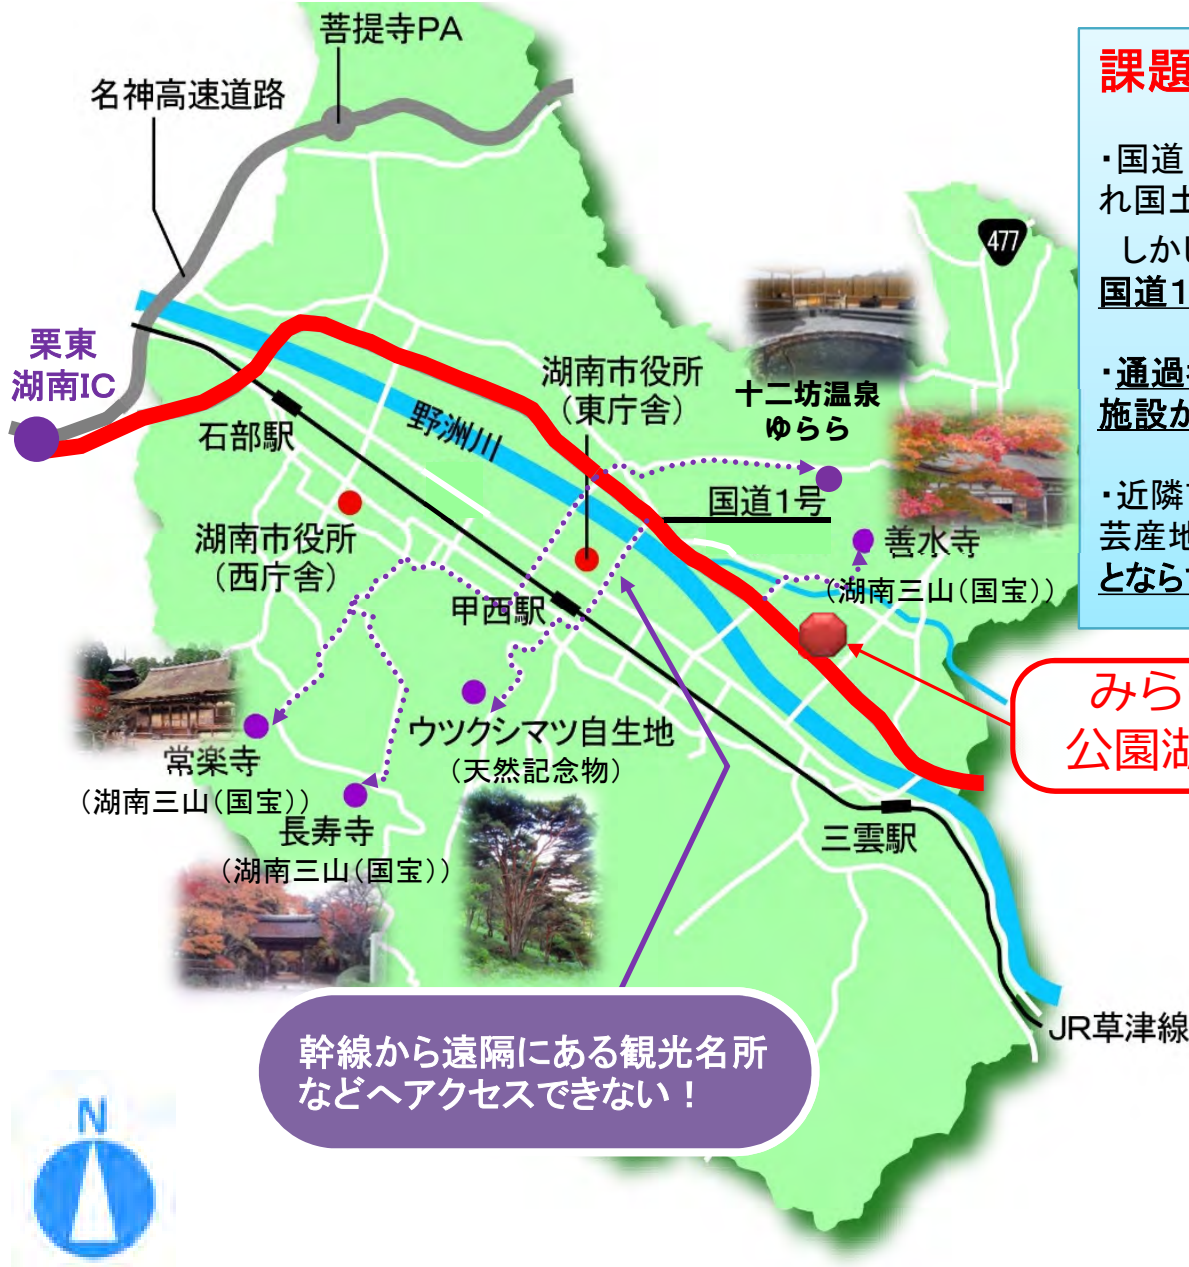 菩提寺PA
名神高速道路
栗東
湖南IC
石部駅
湖南市役所
(西庁舎)
野洲川
湖南市役所
(東庁舎)
甲西駅
477
十二坊温泉
ゆらら
国道1号
善水寺
(湖南三山(国宝))
常楽寺
(湖南三山(国宝))
長寿寺
(湖南三山(国宝))
ウツクシマツ自生地
(天然記念物)
三雲駅
JR草津線
幹線から遠隔にある観光名所
などへアクセスできない！
N
課題
・国道
れ国土
しかし
国道1
・通過
施設か
・近隣
芸産地
となら
みら
公園湖